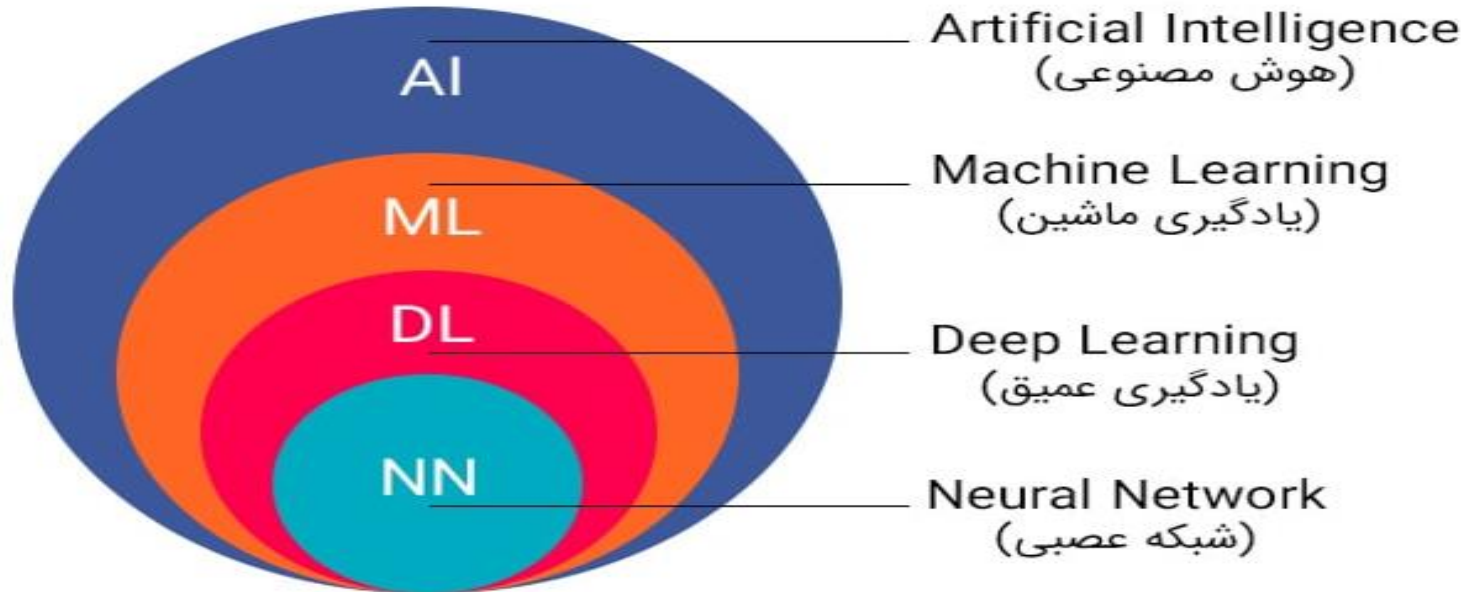 AI
Artificial Intelligence
(هوش مصنوعی)
ML
Machine Learning
(یادگیری ماشین)
DL
Deep Learning
(یادگیری عمیق)
NN
Neural Network
(شبکه عصبی)